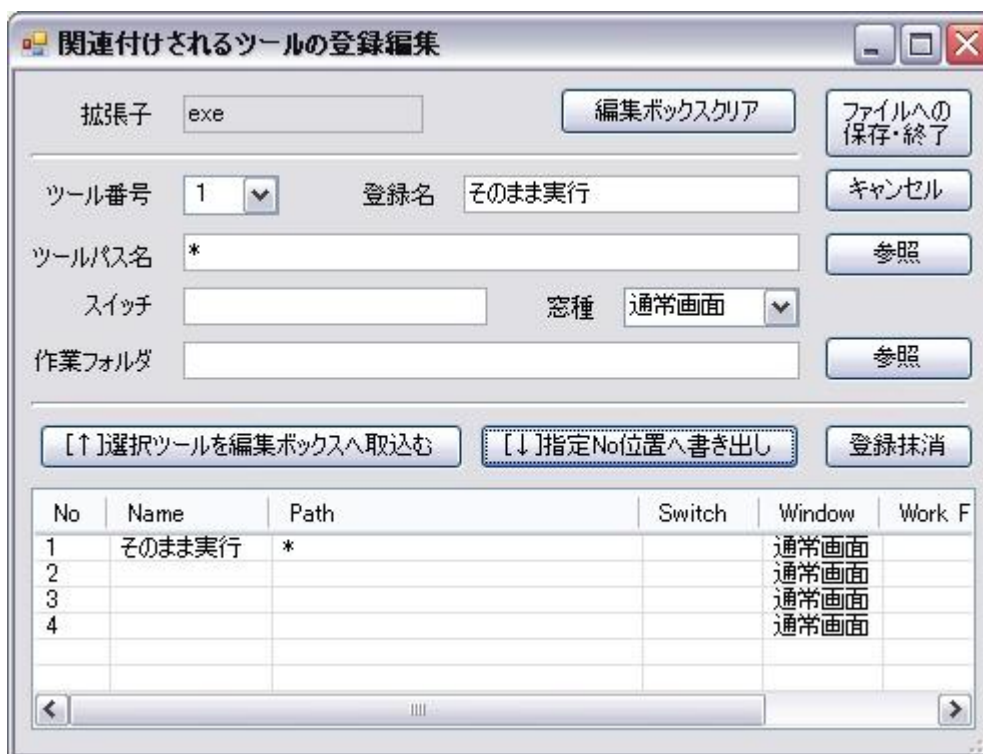 関連付けされるツールの登録編集
拡張子 exe 編集ボックスクリア ファイルへの
保存・終了
ツール番号 1 登録名 そのまま実行 キャンセル
ツールパス名 * 参照
スイッチ 窓種 通常画面
作業フォルダ 参照
[↑]選択ツールを編集ボックスへ取込む [↓]指定No位置へ書き出し 登録抹消
No Name Path Switch Window Work F
1 そのまま実行 * 通常画面
2 通常画面
3 通常画面
4 通常画面